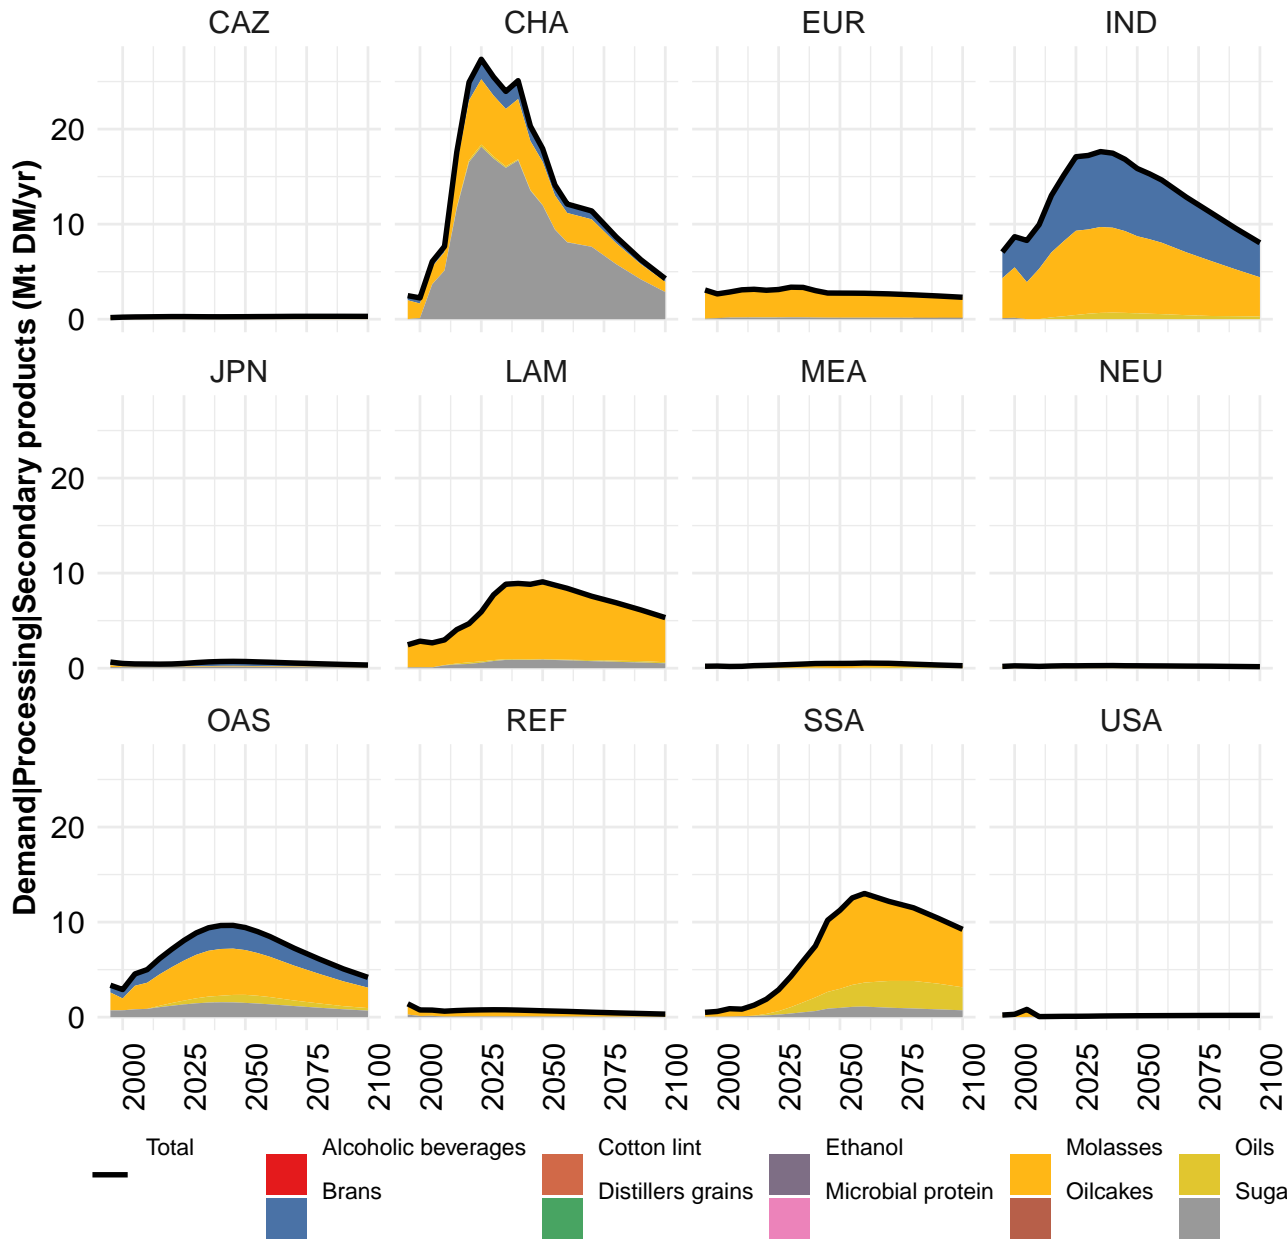 CAZ CHA EUR IND
20
10
0
JPN LAM MEA NEU
20
10
0
OAS REF SSA USA
20
10
0
Demand|Processing|Secondary products (Mt DM/yr)
2000 2025 2050 2075 2100 2000 2025 2050 2075 2100 2000 2025 2050 2075 2100 2000 2025 2050 2075 2100
Total Alcoholic beverages Cotton lint Ethanol Molasses Oils
Brans Distillers grains Microbial protein Oilcakes Suga